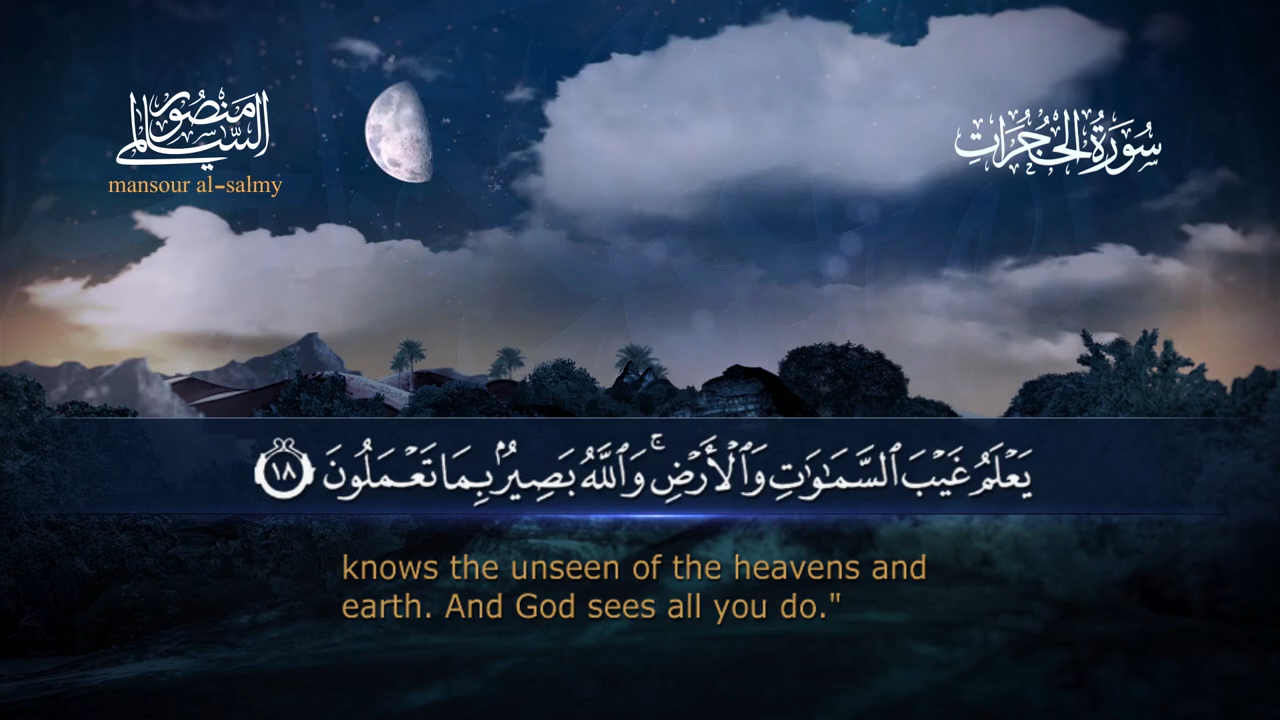 منصور
السالمي
mansour al-salmy
سُورَةُ الحُجُرَاتِ
يَعْلَمُ غَيْبَ ٱلسَّمَٰوَٰتِ وَٱلْأَرْضِ ۚ وَٱللَّهُ بَصِيرٌۢ بِمَا تَعْمَلُونَ ١٨
knows the unseen of the heavens and
earth. And God sees all you do."